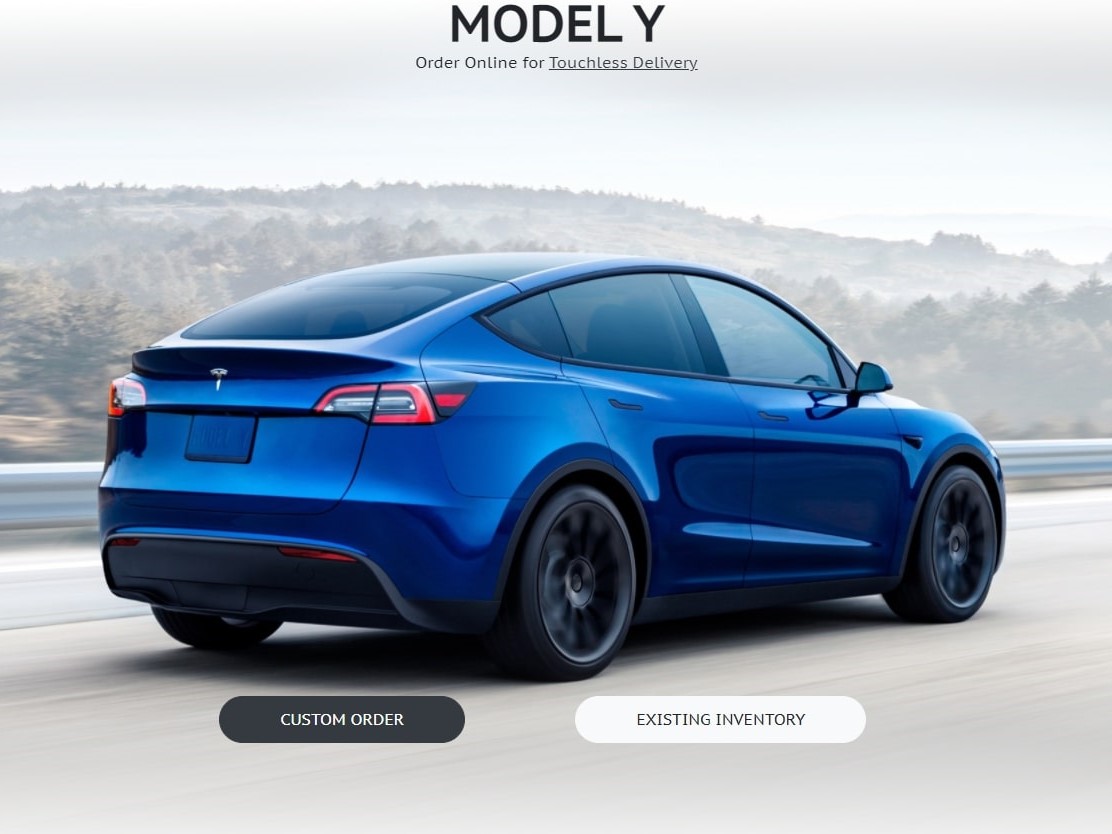 MODEL Y
Order Online for Touchless Delivery
CUSTOM ORDER
EXISTING INVENTORY